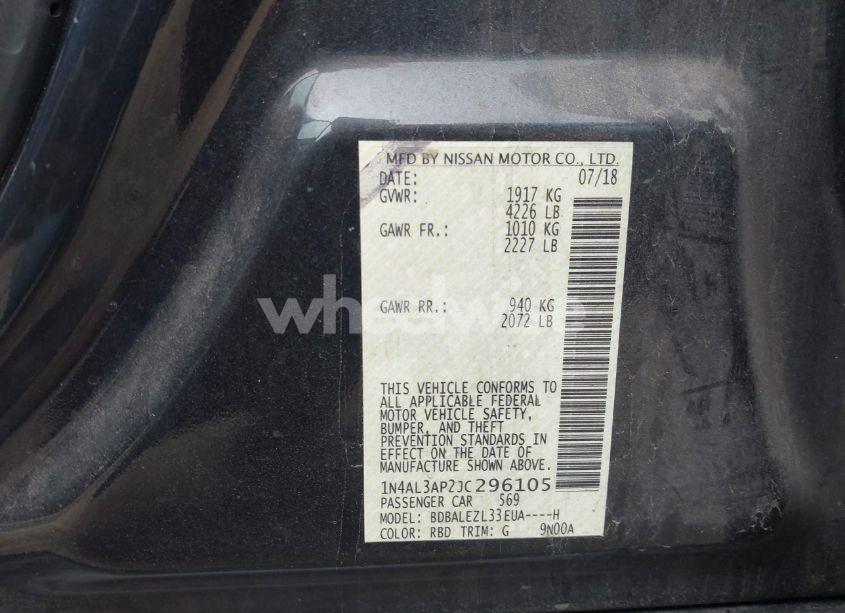 MFD BY NISSAN MOTOR CO., LTD.
DATE: 07/18
GVWR: 1917 KG
4226 LB
GAWR FR.: 1010 KG
2227 LB
GAWR RR.: 940 KG
2072 LB
wheelwise
THIS VEHICLE CONFORMS TO
ALL APPLICABLE FEDERAL
MOTOR VEHICLE SAFETY,
BUMPER, AND THEFT
PREVENTION STANDARDS IN
EFFECT ON THE DATE OF
MANUFACTURE SHOWN ABOVE.
1N4AL3AP2JC296105
PASSENGER CAR 569
MODEL: BDBALEZL33EUA----H
COLOR: RBD TRIM: G 9N00A